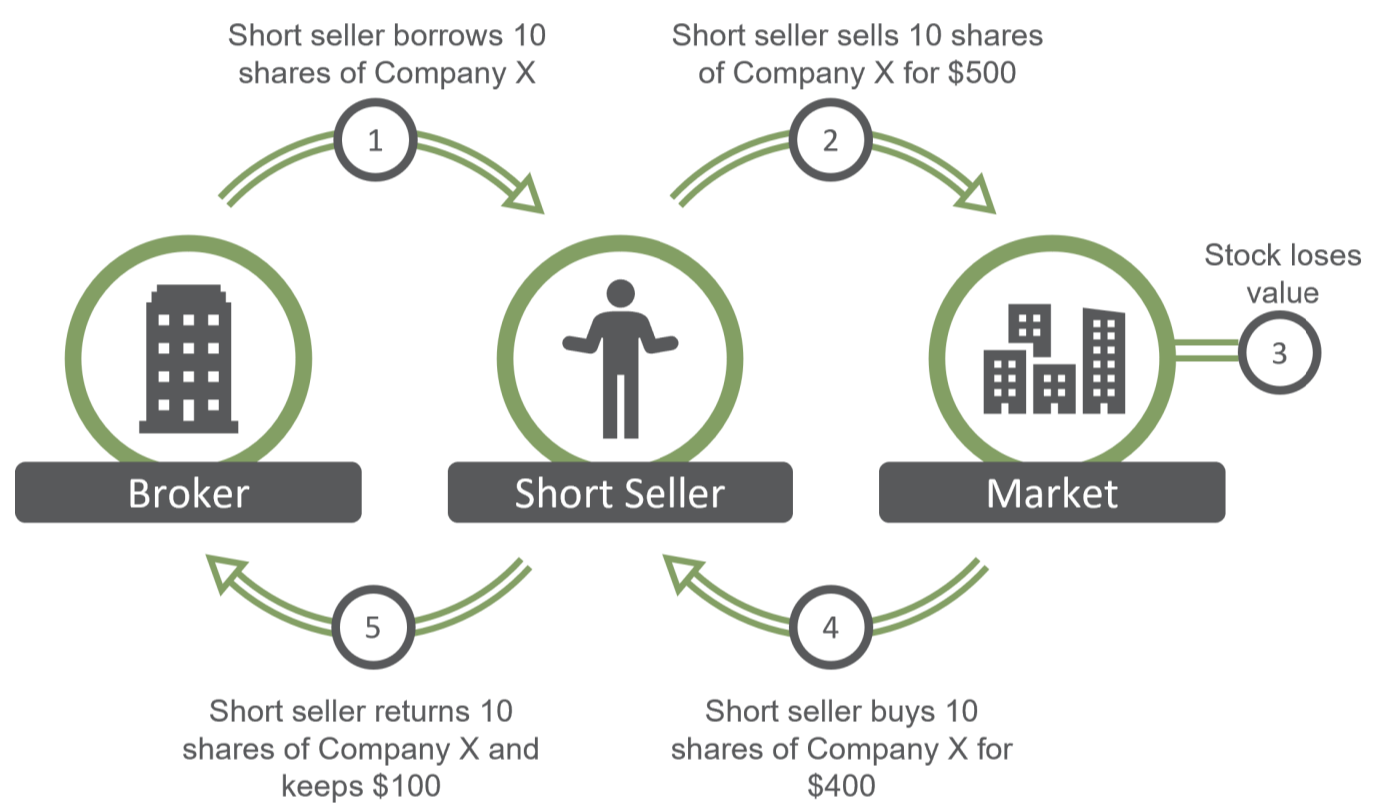 Short seller borrows 10
shares of Company X
1
Short seller sells 10 shares
of Company X for $500
2
Stock loses
value
3
Broker
Short Seller
Market
5
Short seller returns 10
shares of Company X and
keeps $100
4
Short seller buys 10
shares of Company X for
$400